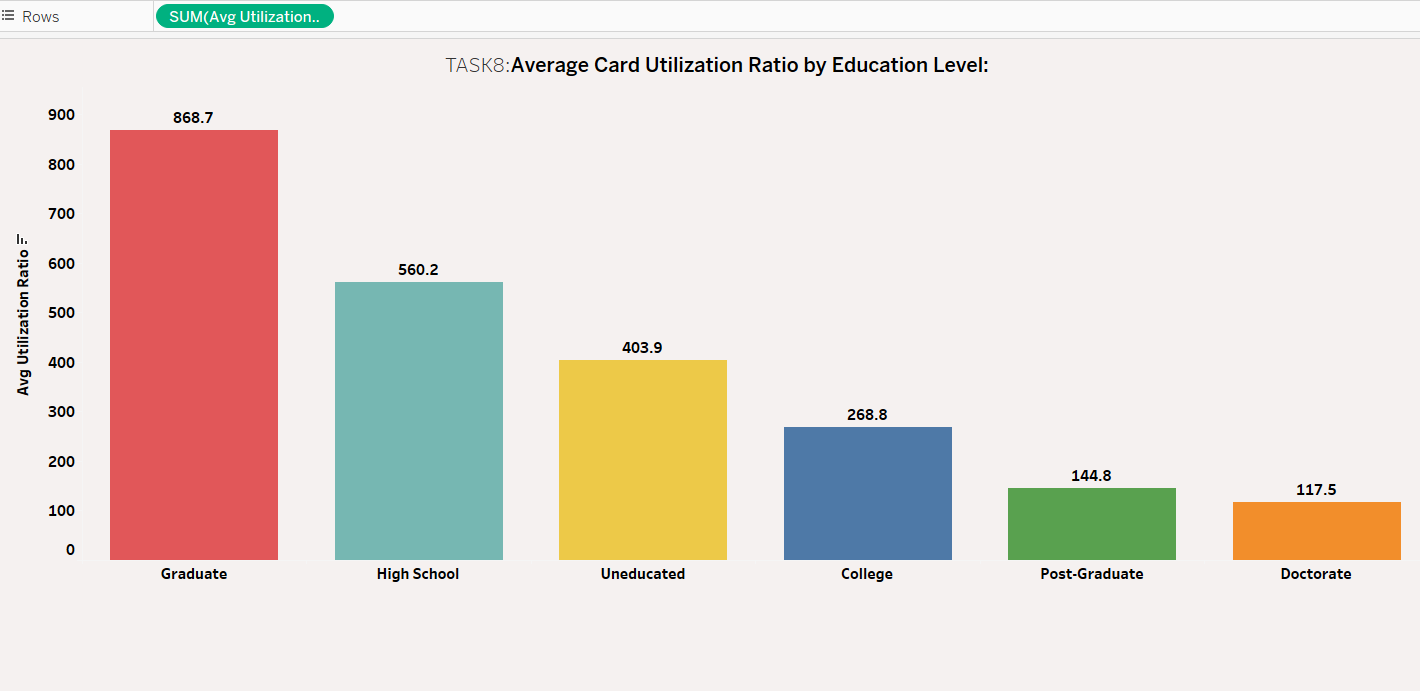 Rows
SUM(Avg Utilization..
TASK8:Average Card Utilization Ratio by Education Level:
Avg Utilization Ratio
900
800
700
600
500
400
300
200
100
0
868.7
560.2
403.9
268.8
144.8
117.5
Graduate
High School
Uneducated
College
Post-Graduate
Doctorate